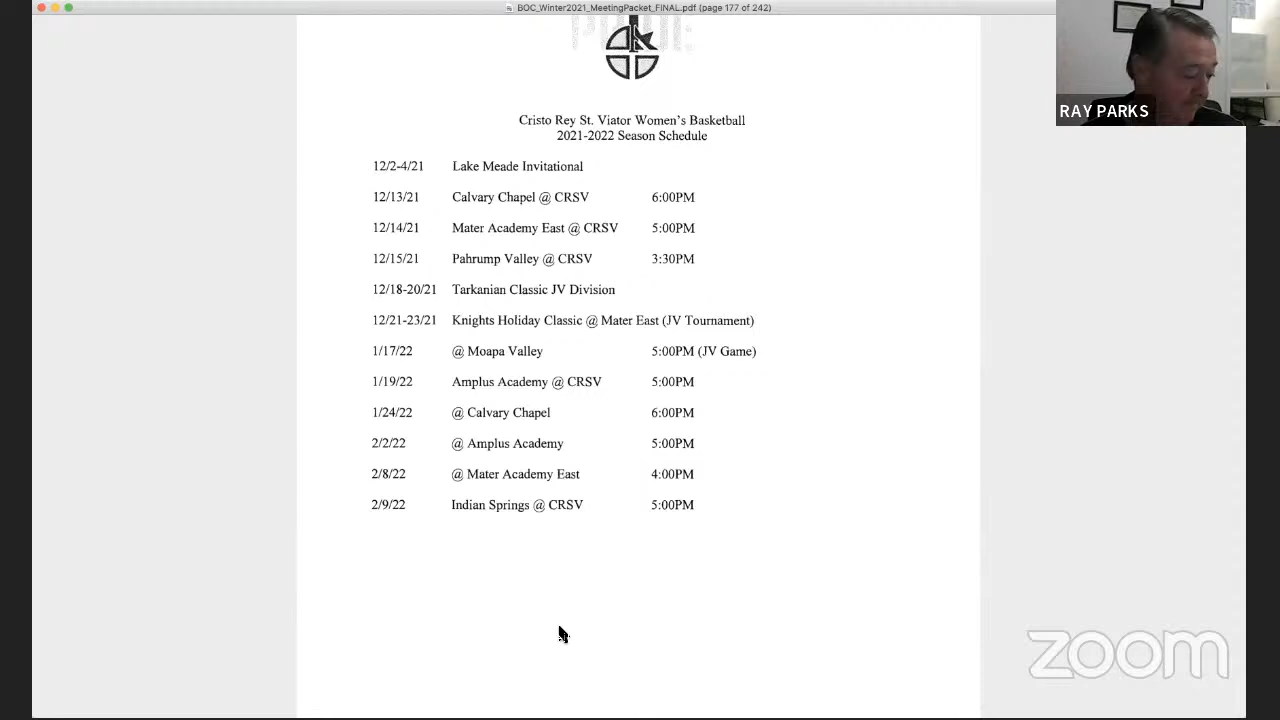 BOC_Winter2021_MeetingPacket_FINAL.pdf (page 177 of 242)
RAY PARKS
Cristo Rey St. Viator Women's Basketball
2021-2022 Season Schedule
12/2-4/21 Lake Meade Invitational
12/13/21 Calvary Chapel @ CRSV 6:00PM
12/14/21 Mater Academy East @ CRSV 5:00PM
12/15/21 Pahrump Valley @ CRSV 3:30PM
12/18-20/21 Tarkanian Classic JV Division
12/21-23/21 Knights Holiday Classic @ Mater East (JV Tournament)
1/17/22 @ Moapa Valley 5:00PM (JV Game)
1/19/22 Amplus Academy @ CRSV 5:00PM
1/24/22 @ Calvary Chapel 6:00PM
2/2/22 @ Amplus Academy 5:00PM
2/8/22 @ Mater Academy East 4:00PM
2/9/22 Indian Springs @ CRSV 5:00PM
zoom